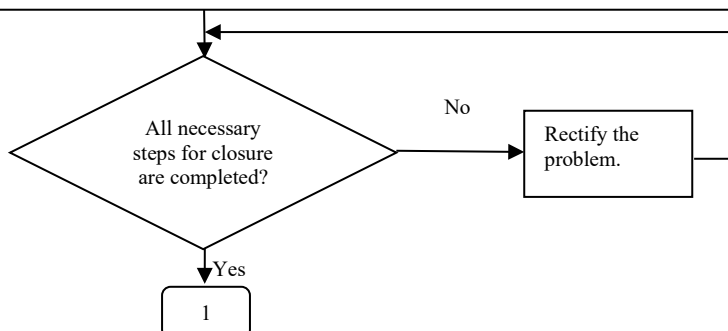 All necessary
steps for closure
are completed?
No
Rectify the
problem.
Yes
1